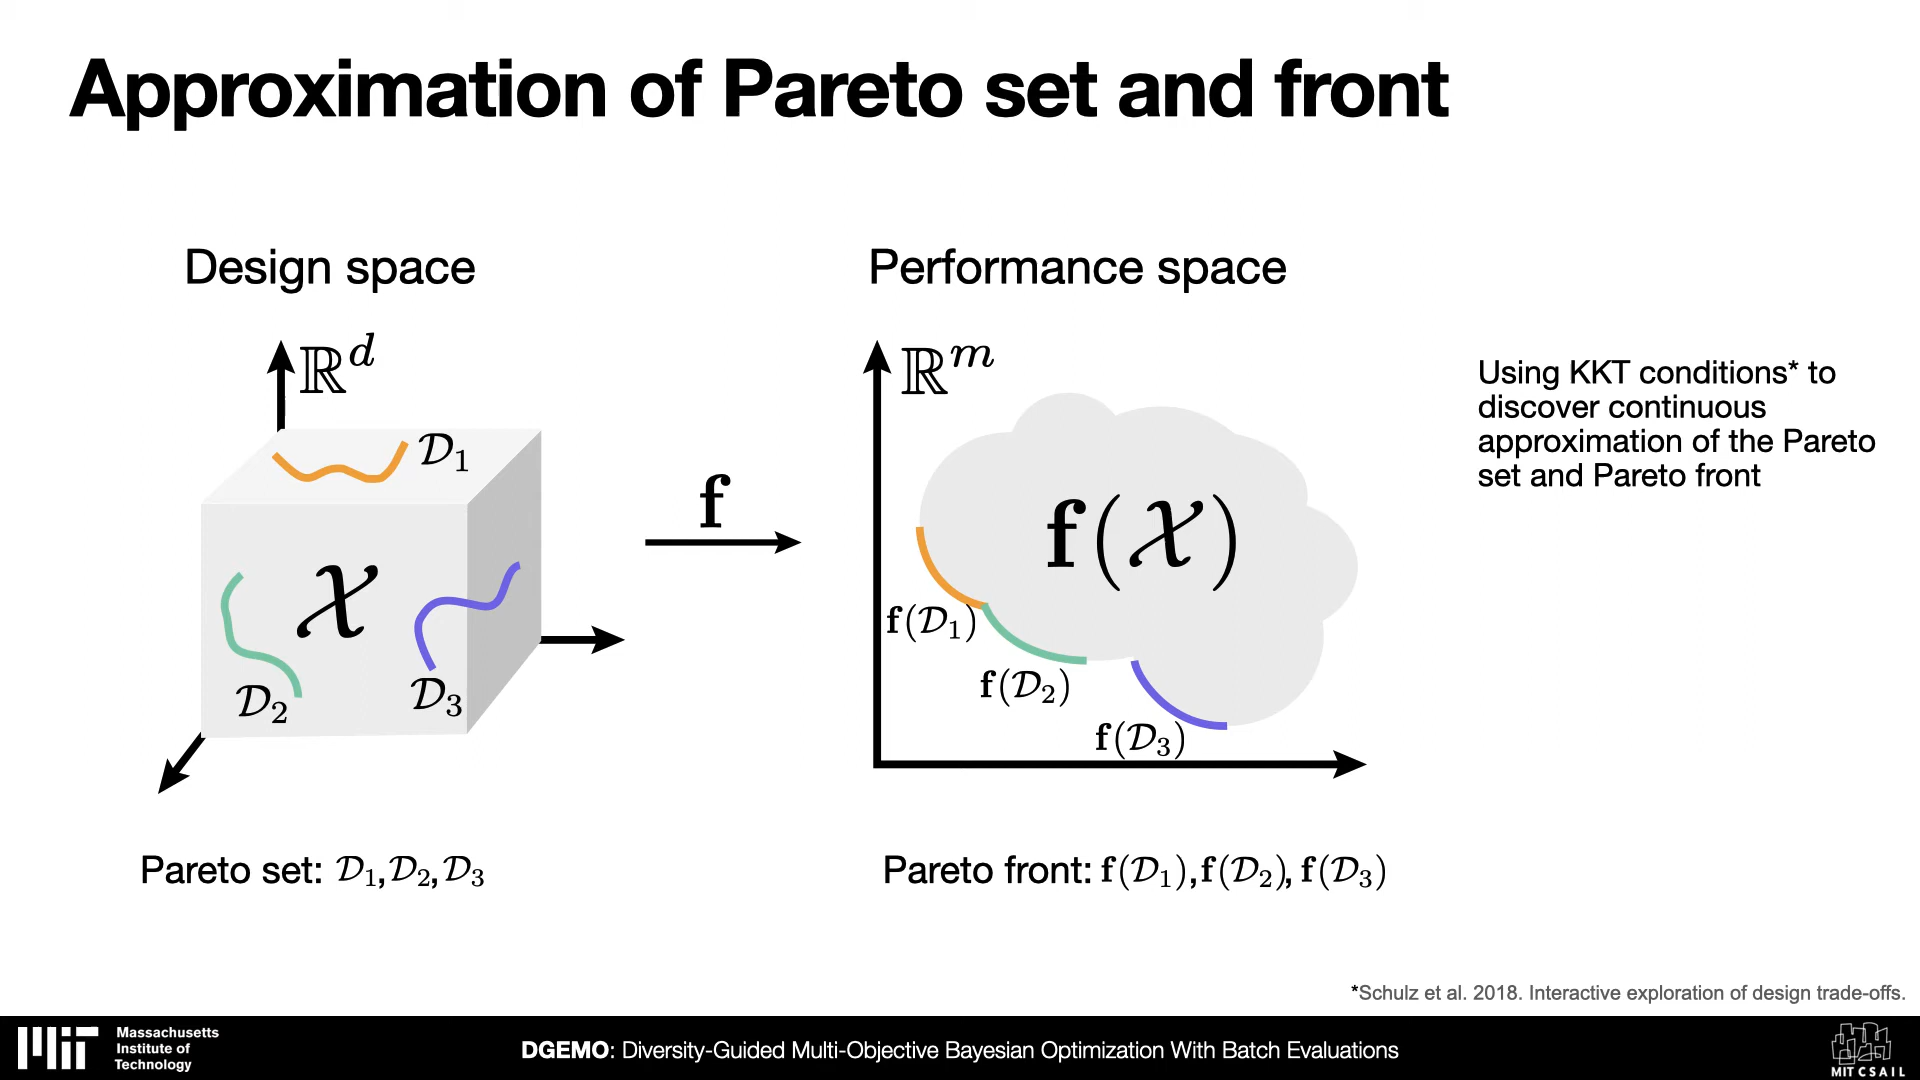 Approximation of Pareto set and front
Design space
ℝᵈ
𝒟₁
𝒳
𝒟₂
𝒟₃
f
Performance space
ℝᵐ
f(𝒳)
f(𝒟₁)
f(𝒟₂)
f(𝒟₃)
Using KKT conditions* to
discover continuous
approximation of the Pareto
set and Pareto front
Pareto set: 𝒟₁,𝒟₂,𝒟₃
Pareto front: f(𝒟₁),f(𝒟₂), f(𝒟₃)
*Schulz et al. 2018. Interactive exploration of design trade-offs.
MIT
Massachusetts
Institute of
Technology
DGEMO: Diversity-Guided Multi-Objective Bayesian Optimization With Batch Evaluations
MIT CSAIL